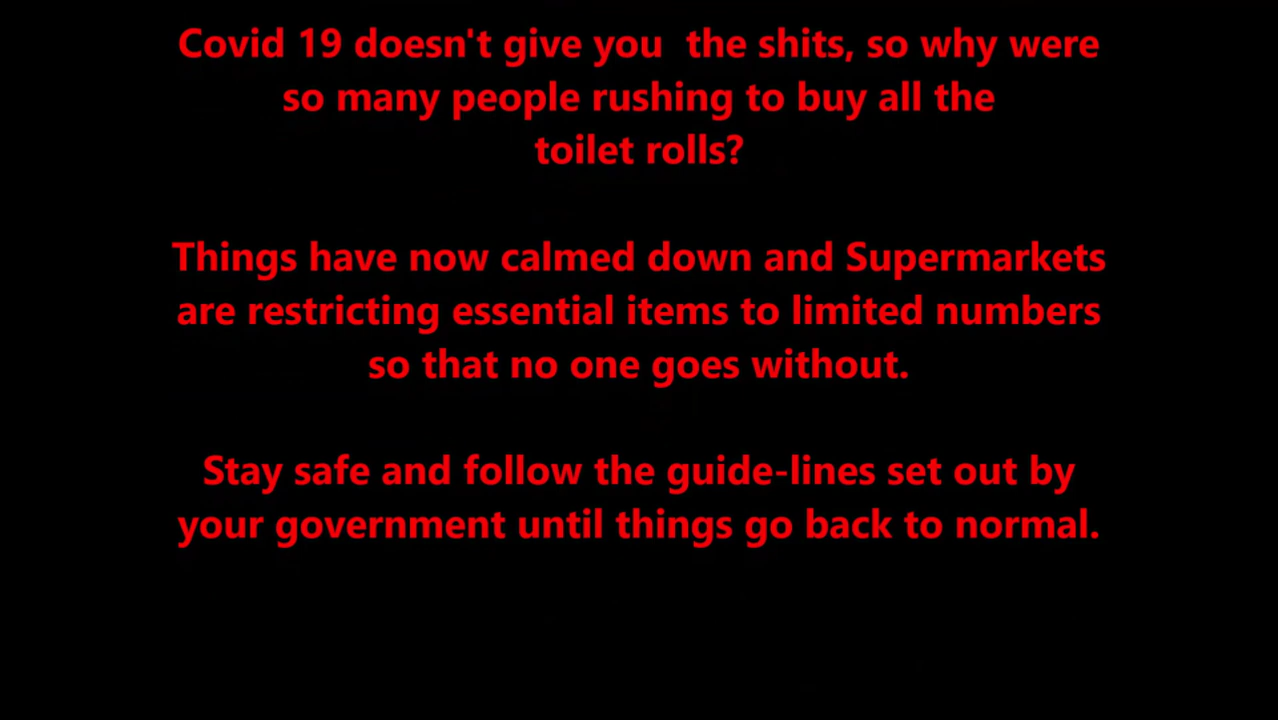 Covid 19 doesn't give you  the shits, so why were
so many people rushing to buy all the
toilet rolls?
Things have now calmed down and Supermarkets
are restricting essential items to limited numbers
so that no one goes without.
Stay safe and follow the guide-lines set out by
your government until things go back to normal.